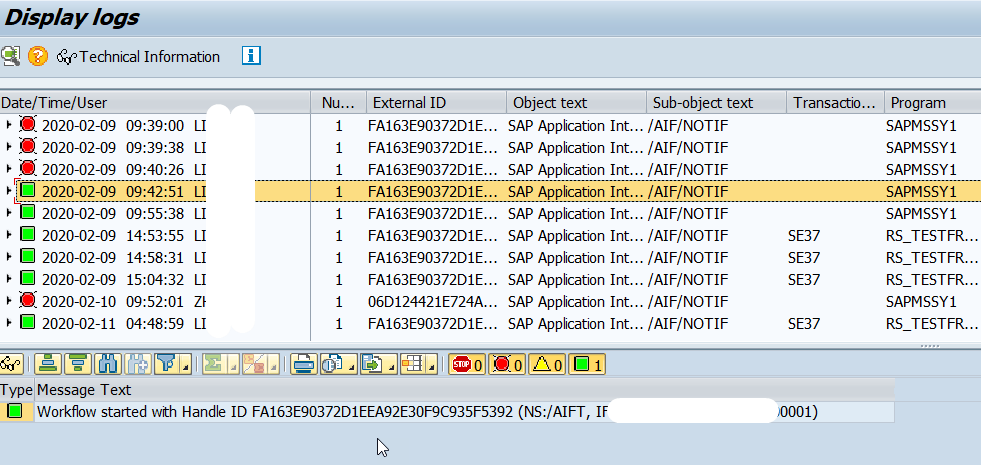 Display logs
Technical Information
Date/Time/User Nu... External ID Object text Sub-object text Transactio... Program
2020-02-09 09:39:00 LI 1 FA163E90372D1E... SAP Application Int... /AIF/NOTIF SAPMSSY1
2020-02-09 09:39:38 LI 1 FA163E90372D1E... SAP Application Int... /AIF/NOTIF SAPMSSY1
2020-02-09 09:40:26 LI 1 FA163E90372D1E... SAP Application Int... /AIF/NOTIF SAPMSSY1
2020-02-09 09:42:51 LI 1 FA163E90372D1E... SAP Application Int... /AIF/NOTIF SAPMSSY1
2020-02-09 09:55:38 LI 1 FA163E90372D1E... SAP Application Int... /AIF/NOTIF SAPMSSY1
2020-02-09 14:53:55 LI 1 FA163E90372D1E... SAP Application Int... /AIF/NOTIF SE37 RS_TESTFR...
2020-02-09 14:58:31 LI 1 FA163E90372D1E... SAP Application Int... /AIF/NOTIF SE37 RS_TESTFR...
2020-02-09 15:04:32 LI 1 FA163E90372D1E... SAP Application Int... /AIF/NOTIF SE37 RS_TESTFR...
2020-02-10 09:52:01 ZH 1 06D124421E724A... SAP Application Int... /AIF/NOTIF SAPMSSY1
2020-02-11 04:48:59 LI 1 FA163E90372D1E... SAP Application Int... /AIF/NOTIF SE37 RS_TESTFR...
STOP 0 0 0 1
Type Message Text
Workflow started with Handle ID FA163E90372D1EEA92E30F9C935F5392 (NS:/AIFT, IF 0001)